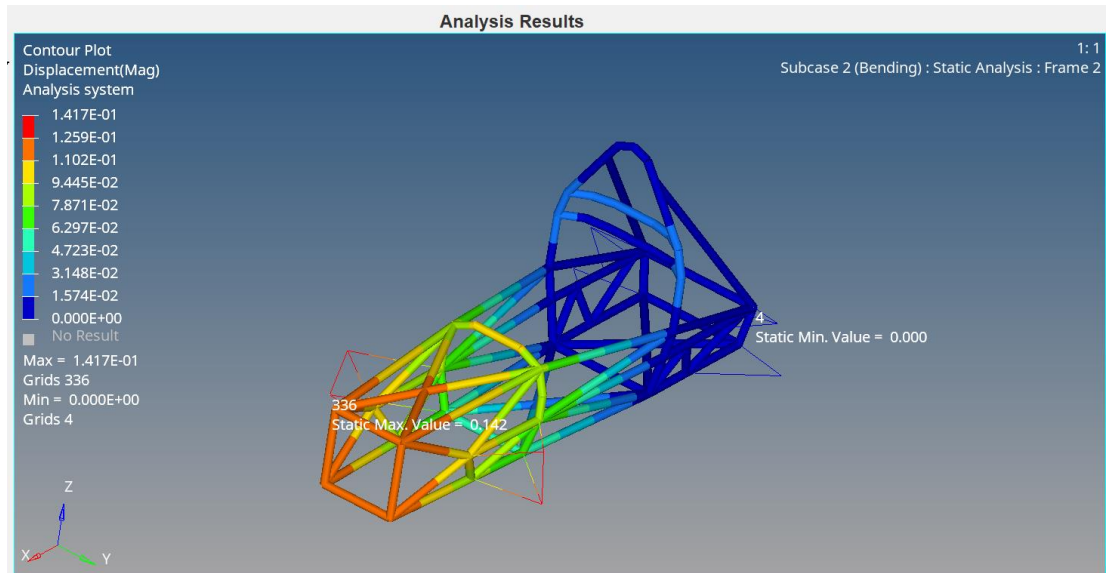 Analysis Results
Contour Plot
Displacement(Mag)
Analysis system
1: 1
Subcase 2 (Bending) : Static Analysis : Frame 2
1.417E-01
1.259E-01
1.102E-01
9.445E-02
7.871E-02
6.297E-02
4.723E-02
3.148E-02
1.574E-02
0.000E+00
No Result
Max = 1.417E-01
Grids 336
Min = 0.000E+00
Grids 4
4
Static Min. Value = 0.000
336
Static Max. Value = 0.142
Z
X
Y